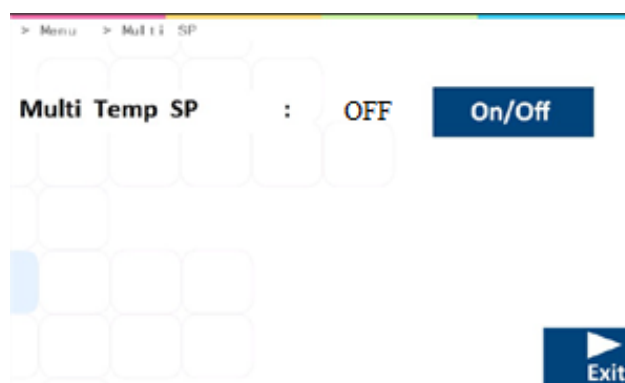 > Menu > Multi SP
Multi Temp SP : OFF On/Off
Exit